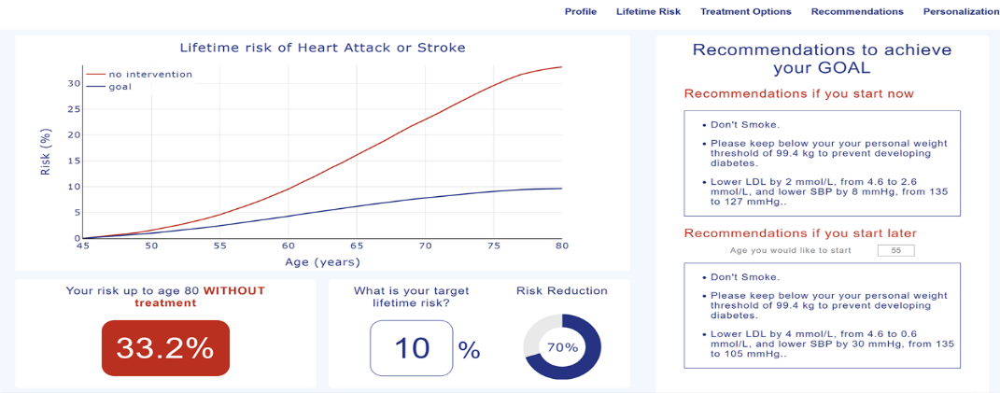 Profile Lifetime Risk Treatment Options Recommendations Personalization
Lifetime risk of Heart Attack or Stroke
no intervention
goal
Risk (%)
30
25
20
15
10
5
0
45 50 55 60 65 70 75 80
Age (years)
Your risk up to age 80 WITHOUT
treatment
33.2%
What is your target
lifetime risk?
10 %
Risk Reduction
70%
Recommendations to achieve
your GOAL
Recommendations if you start now
• Don't Smoke.
• Please keep below your your personal weight
threshold of 99.4 kg to prevent developing
diabetes.
• Lower LDL by 2 mmol/L, from 4.6 to 2.6
mmol/L, and lower SBP by 8 mmHg, from 135
to 127 mmHg..
Recommendations if you start later
Age you would like to start 55
• Don't Smoke.
• Please keep below your your personal weight
threshold of 99.4 kg to prevent developing
diabetes.
• Lower LDL by 4 mmol/L, from 4.6 to 0.6
mmol/L, and lower SBP by 30 mmHg, from 135
to 105 mmHg..